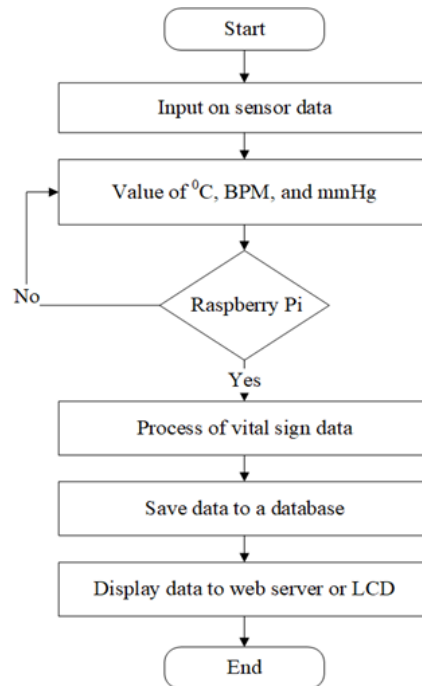 Start
Input on sensor data
Value of ⁰C, BPM, and mmHg
Raspberry Pi
No
Yes
Process of vital sign data
Save data to a database
Display data to web server or LCD
End